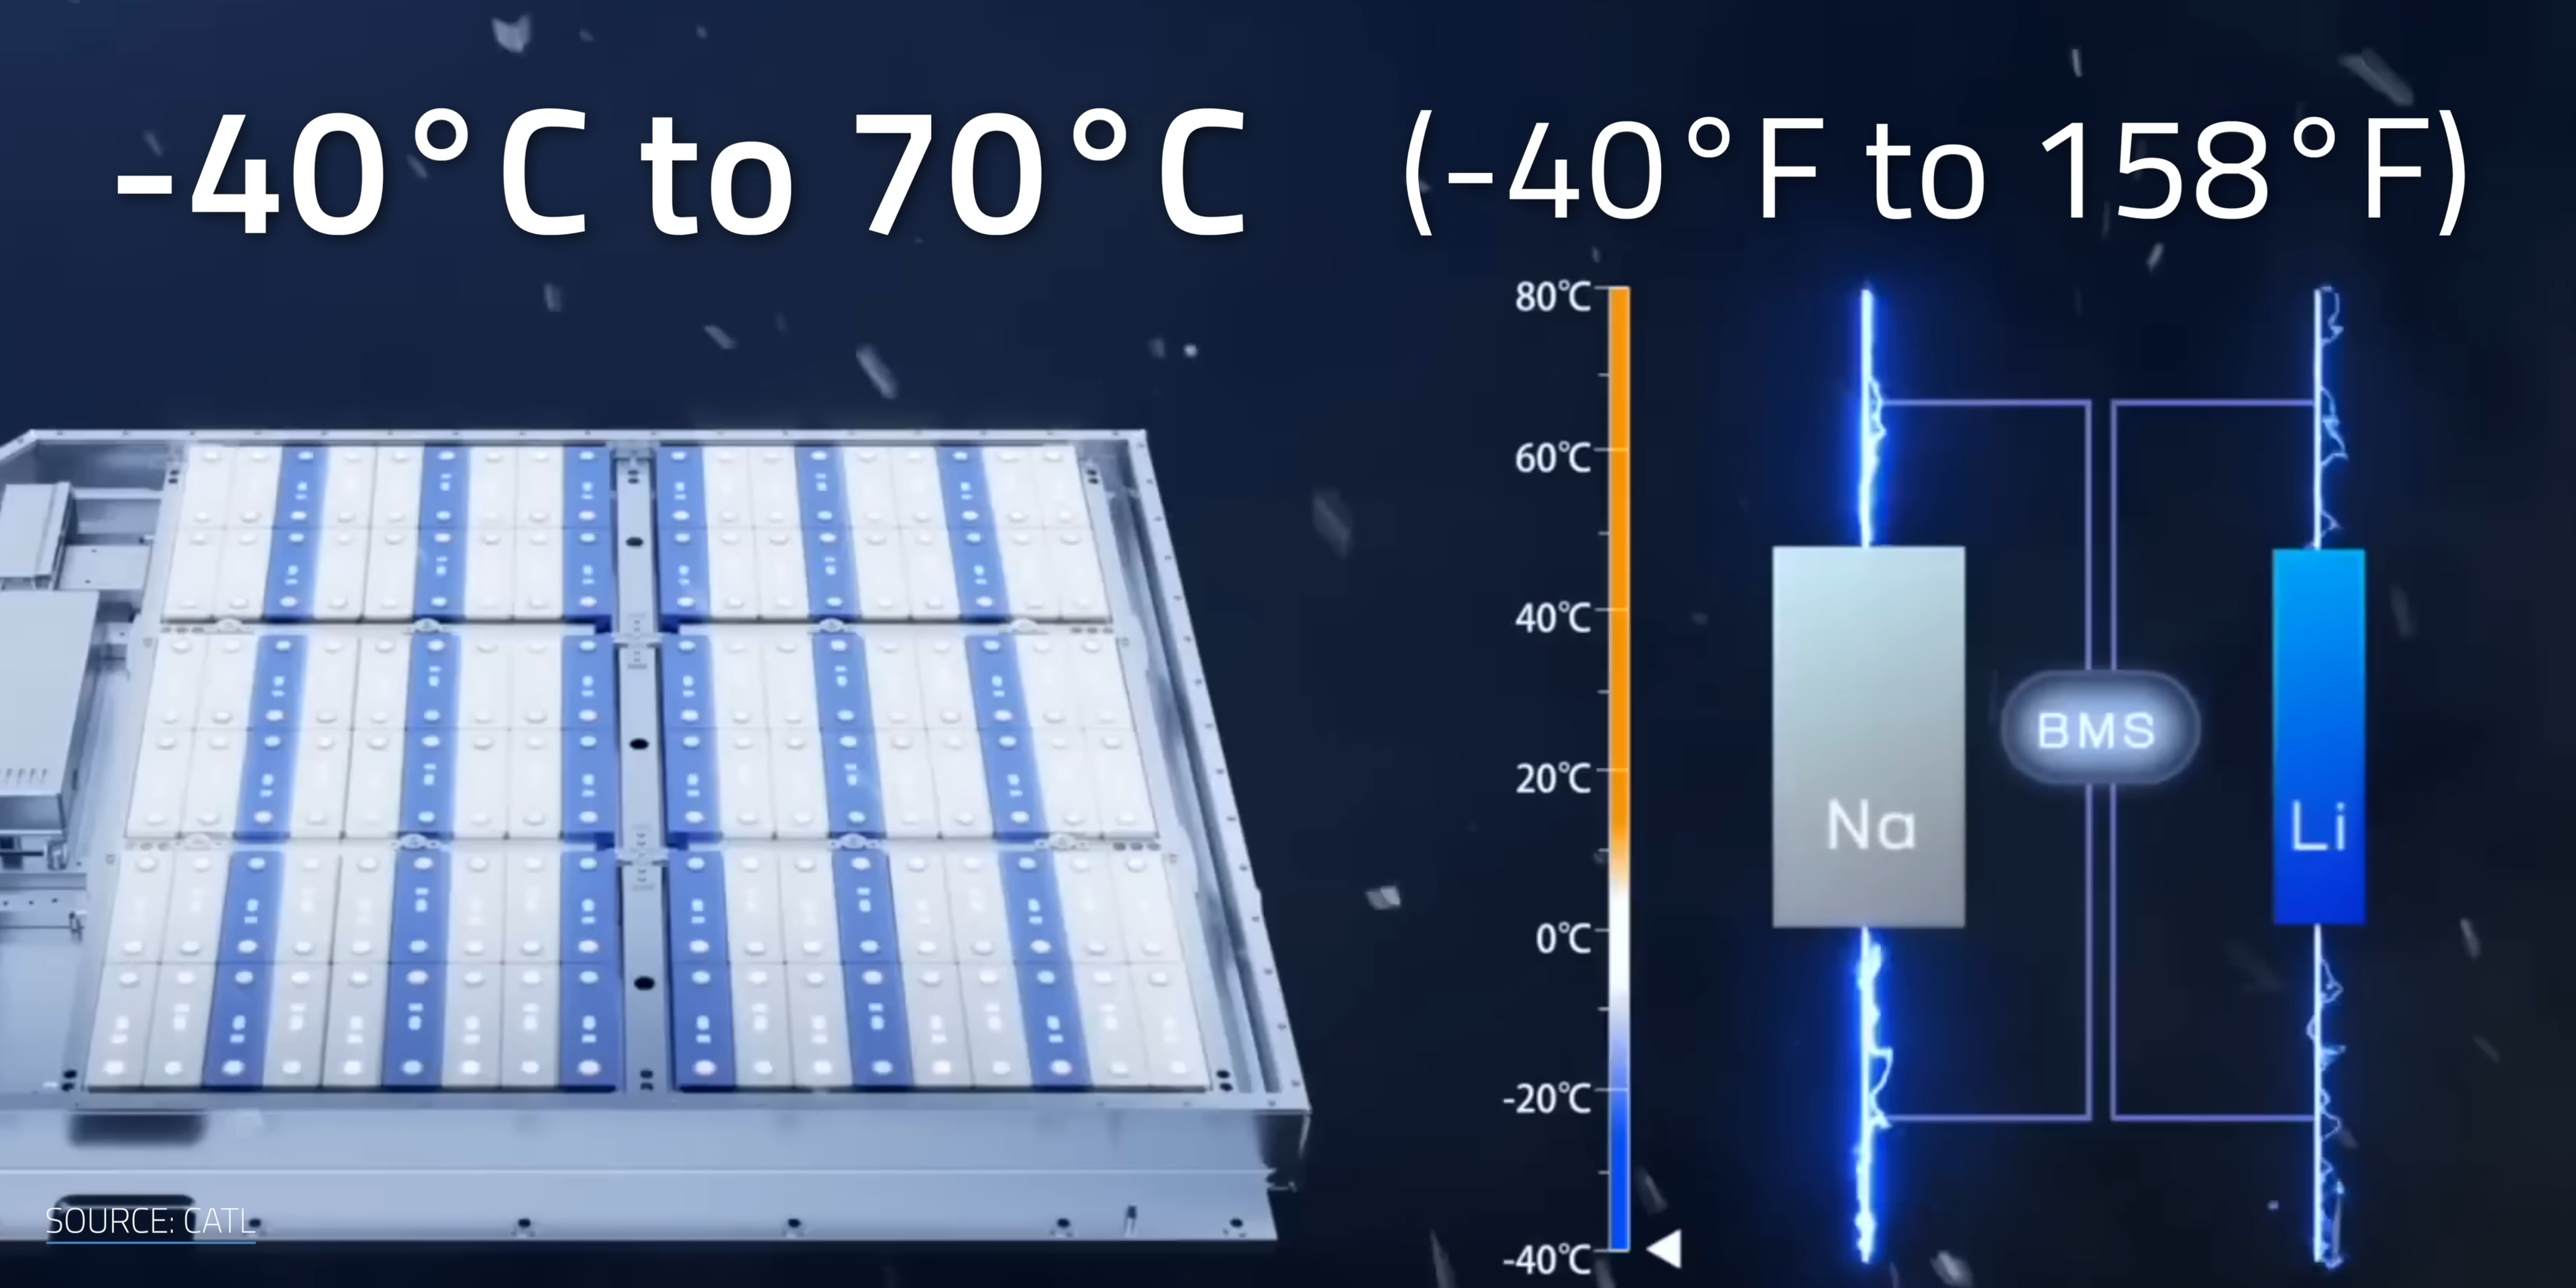 -40°C to 70°C (-40°F to 158°F)
80℃
60℃
40℃
20℃
0℃
-20℃
-40℃
Na
BMS
Li
SOURCE: CATL